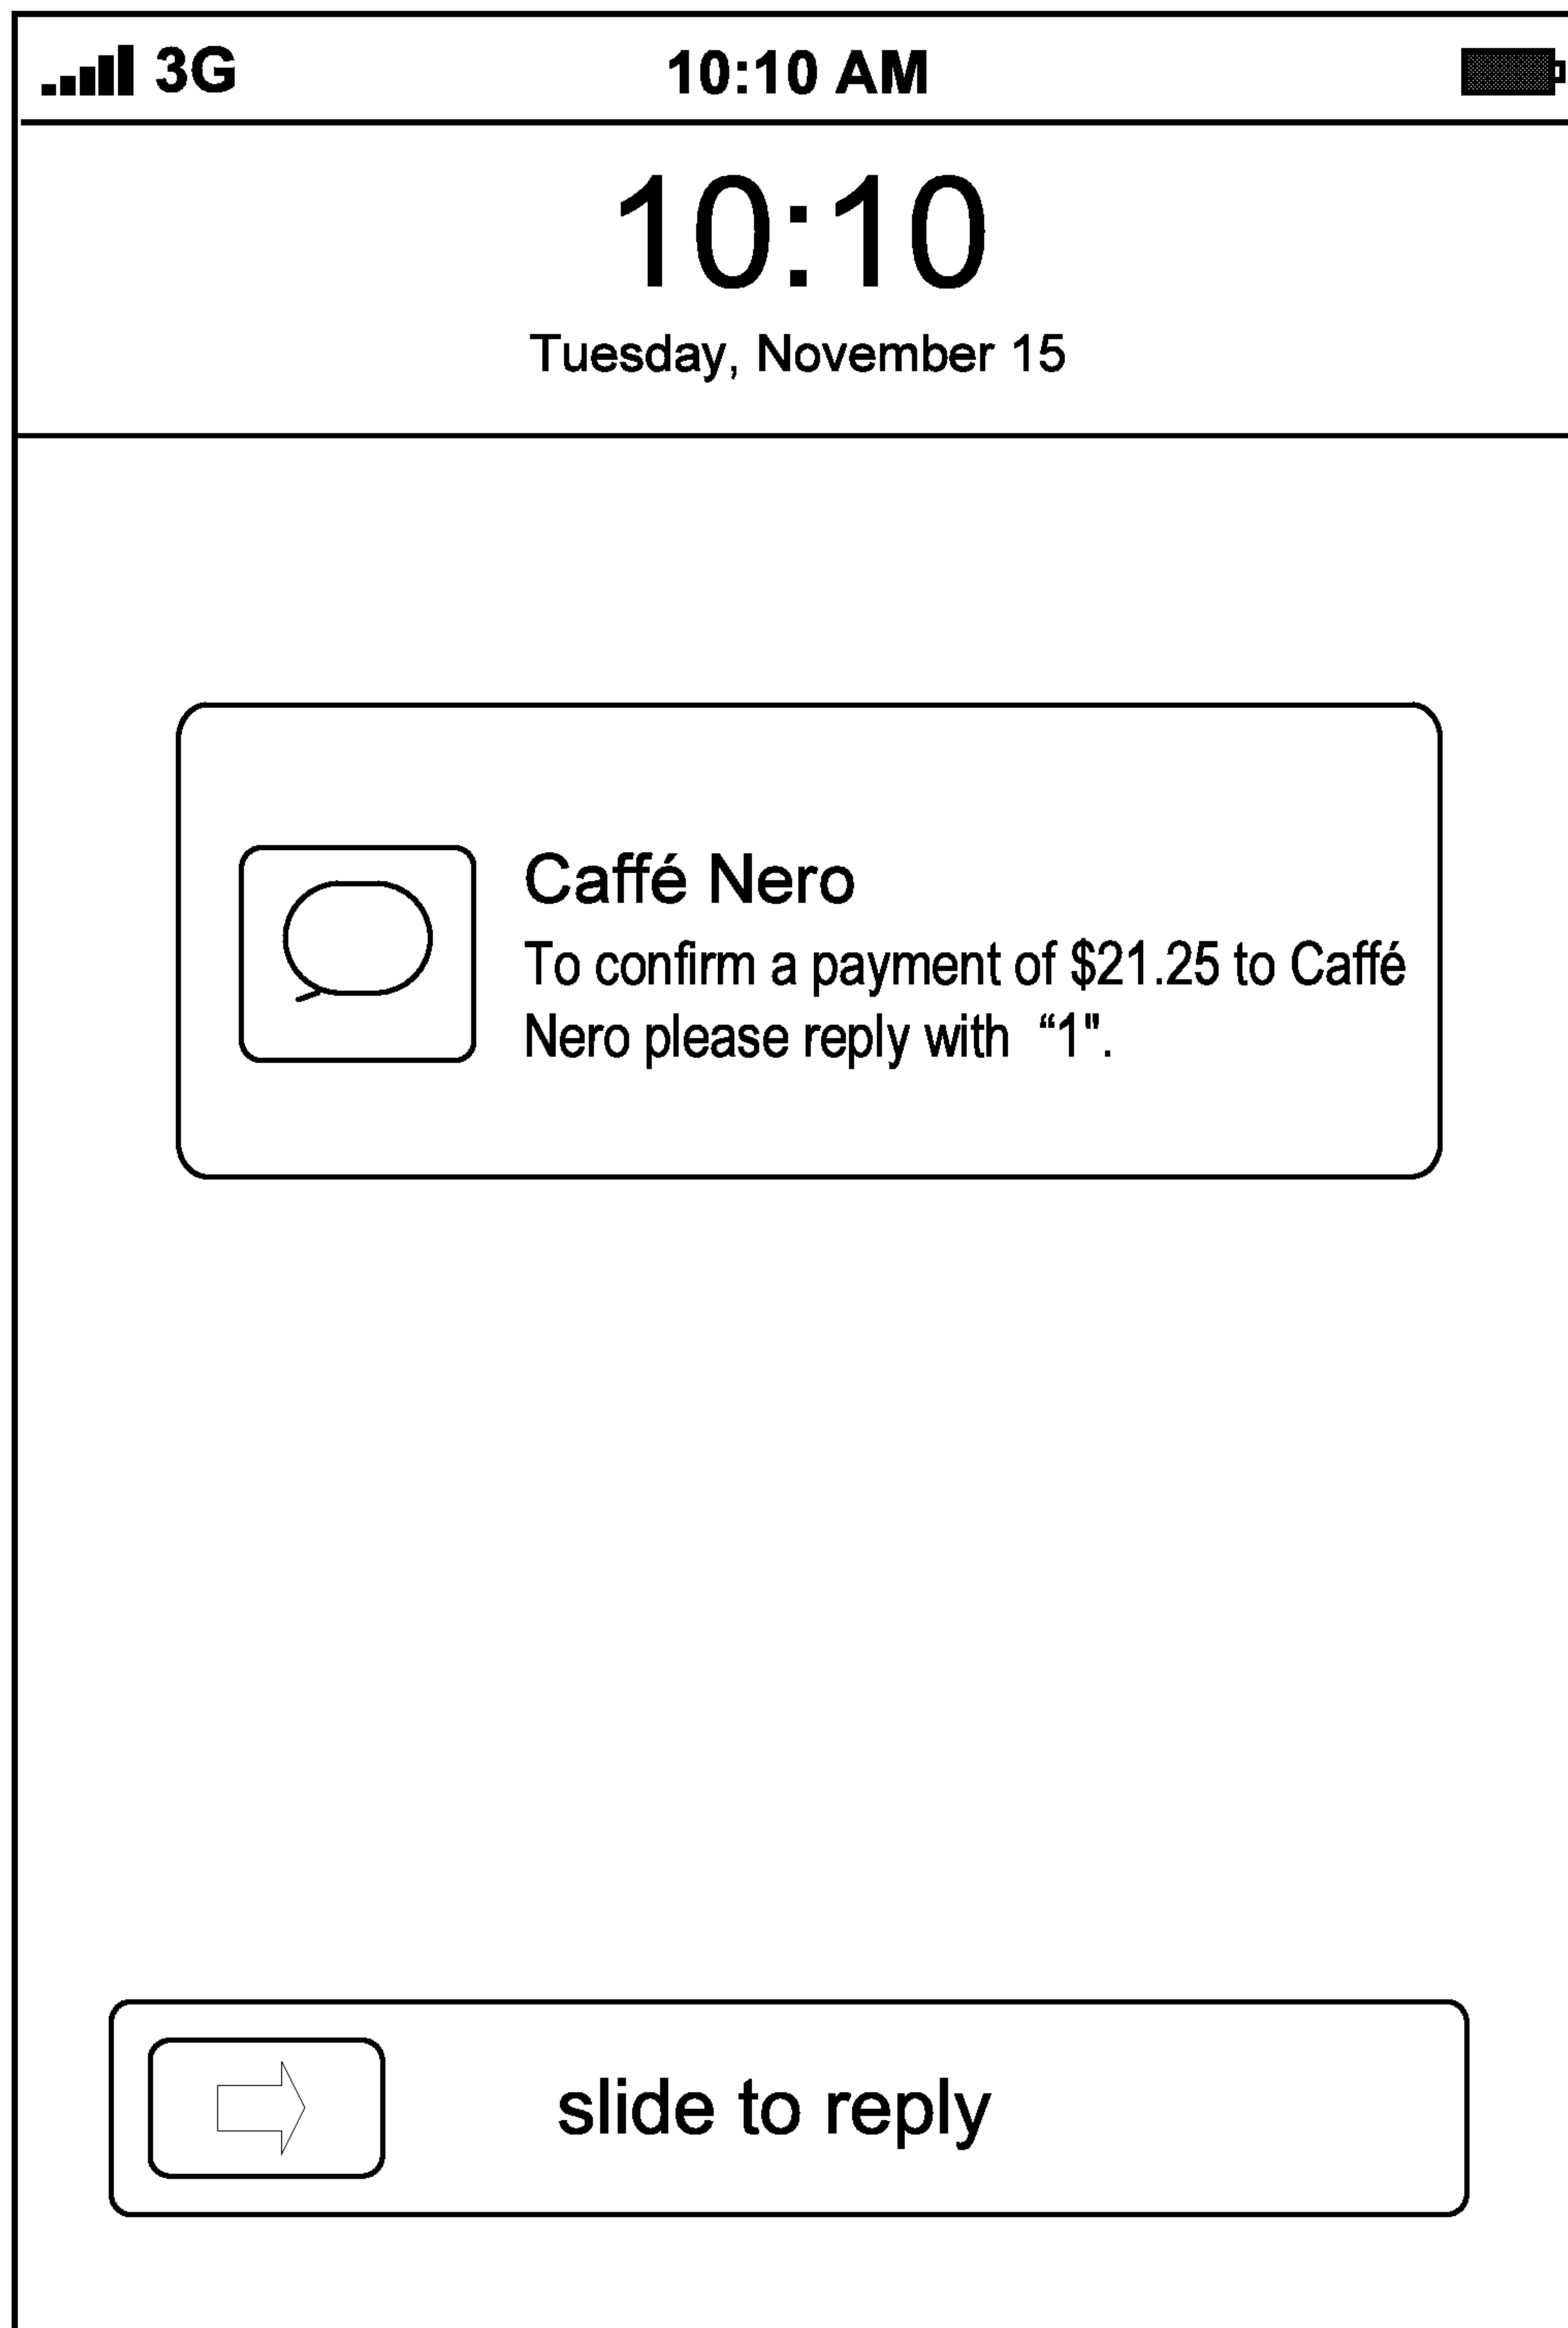 3G 10:10 AM
10:10
Tuesday, November 15
Caffé Nero
To confirm a payment of $21.25 to Caffé
Nero please reply with “1".
slide to reply